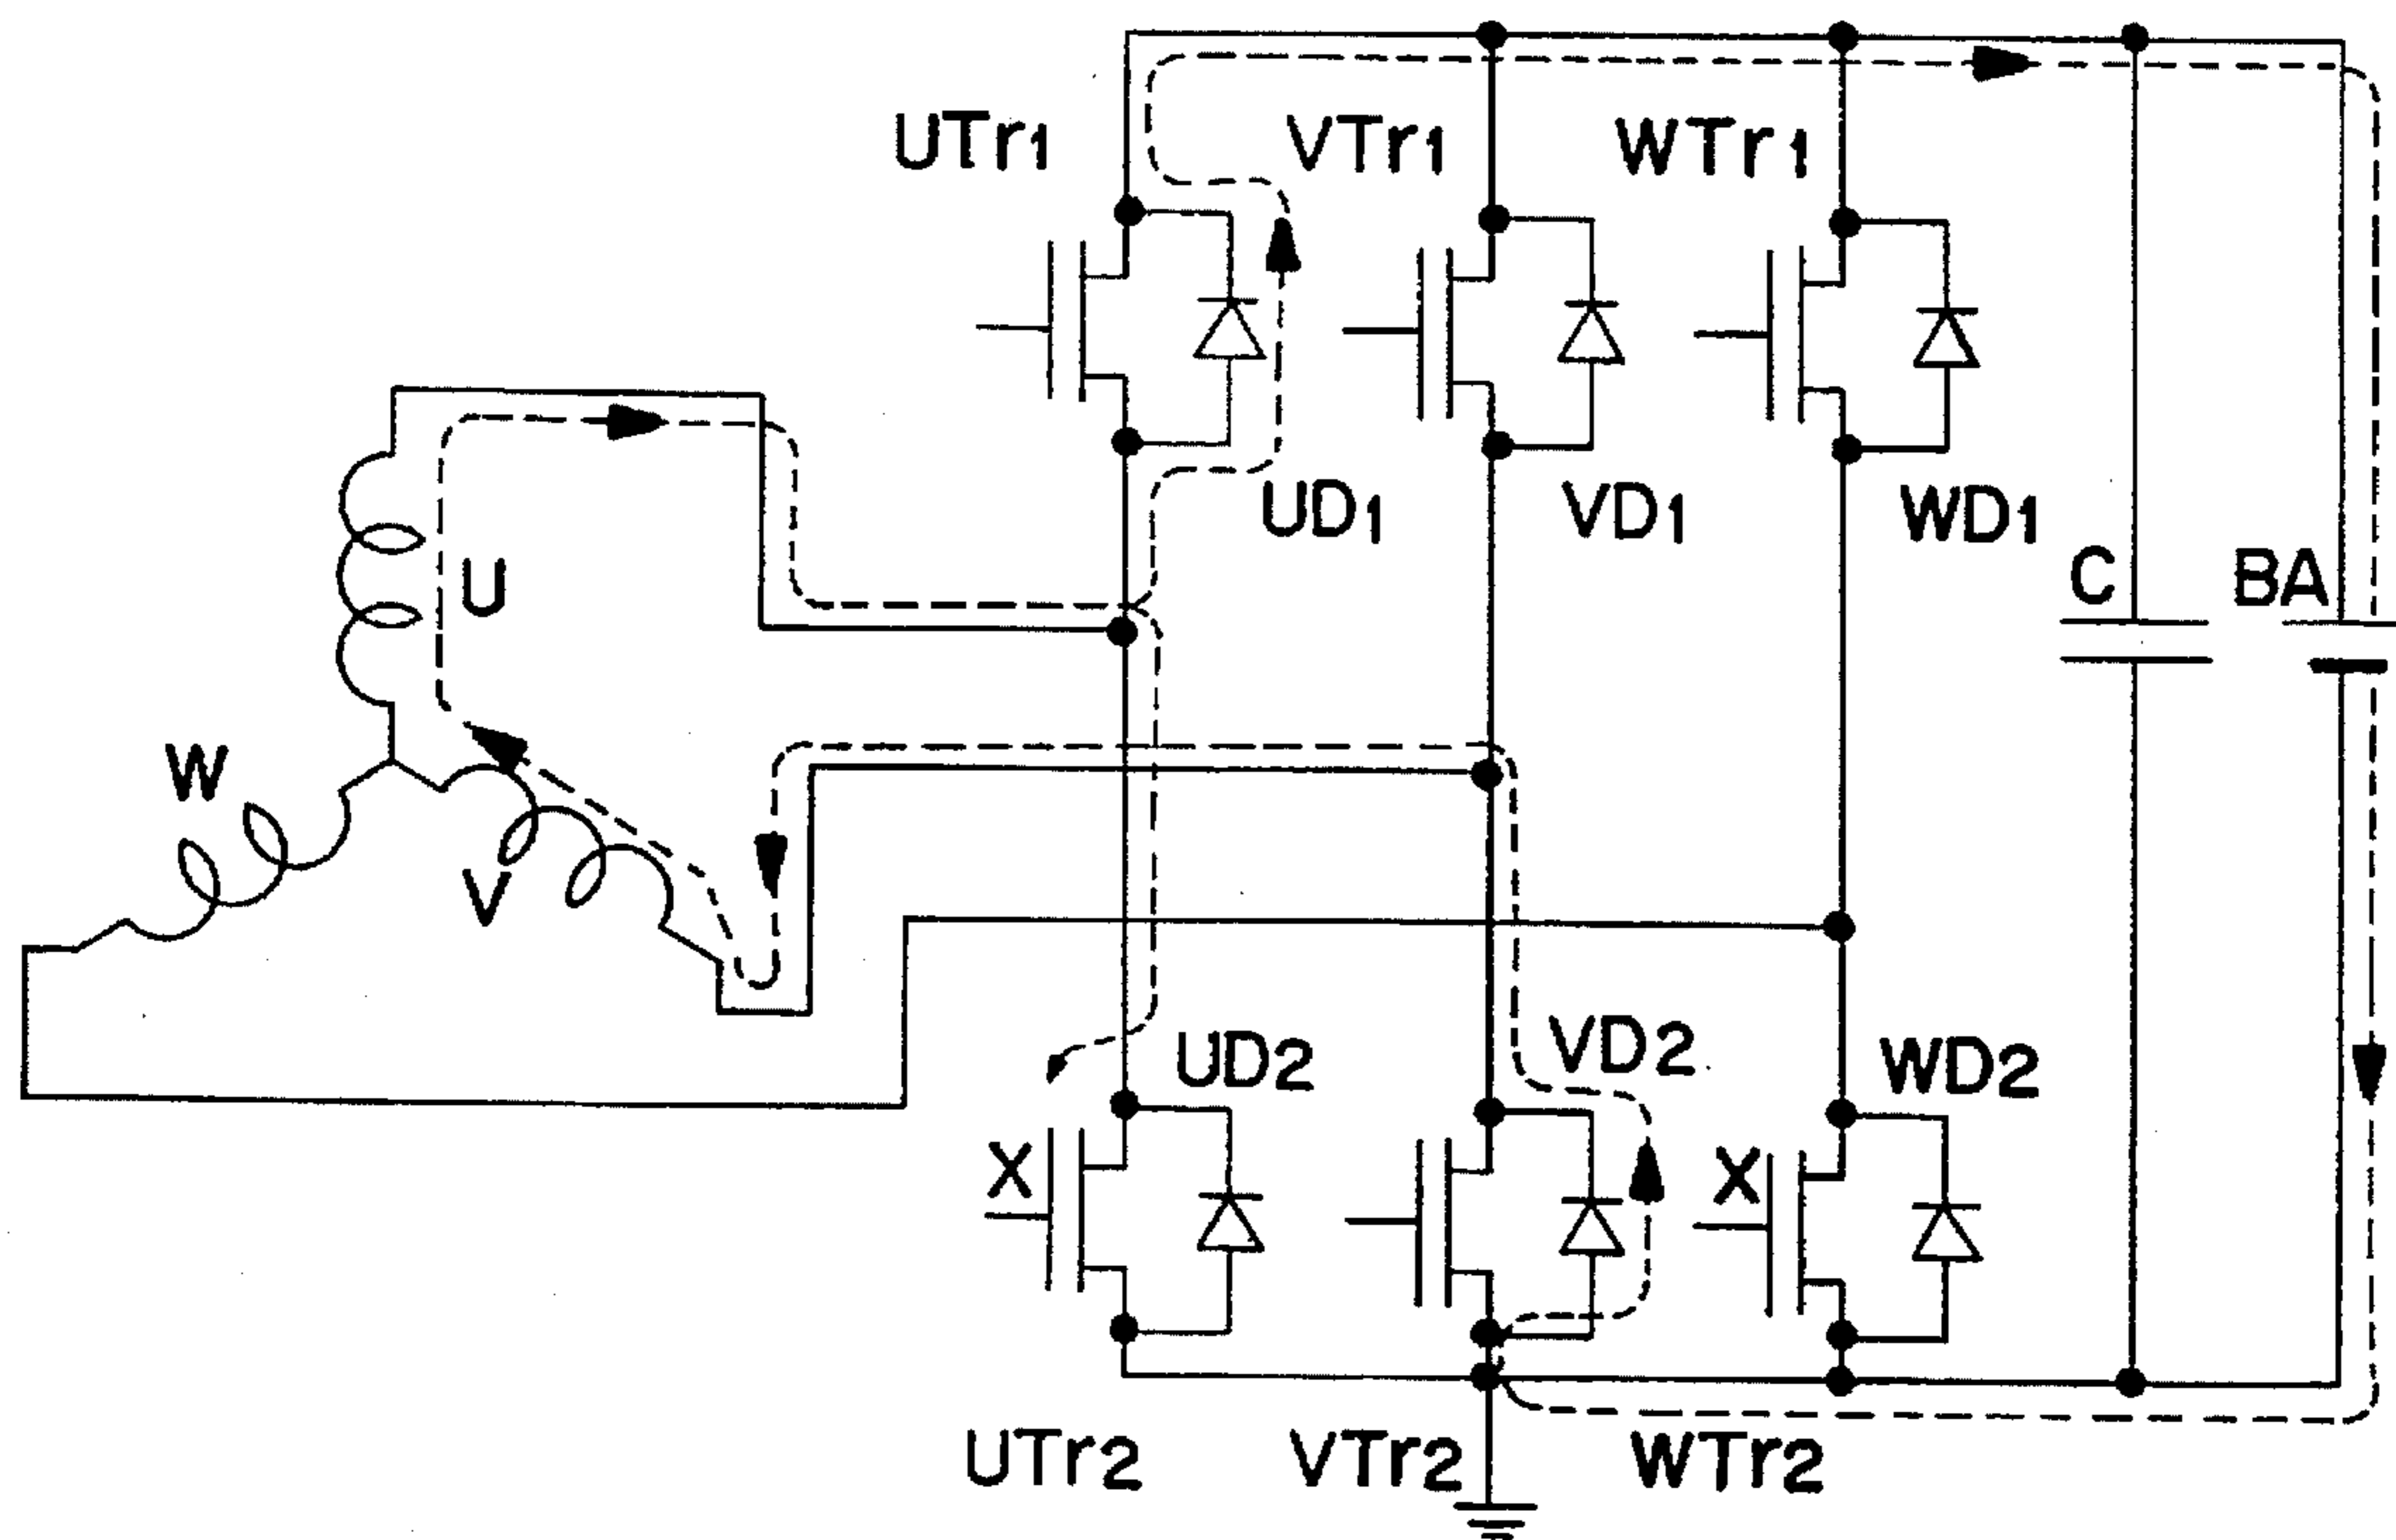 UTr1 VTr1 WTr1
UD1 VD1 WD1
C BA
U
W
V
UD2 VD2 WD2
X X
UTr2 VTr2 WTr2